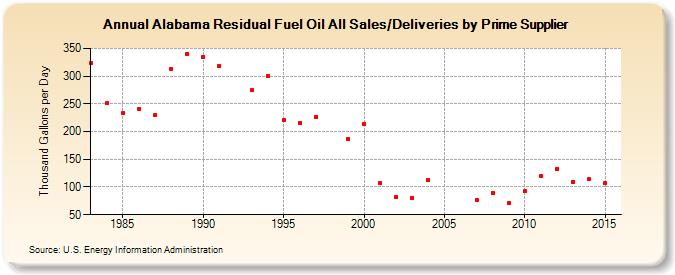 Annual Alabama Residual Fuel Oil All Sales/Deliveries by Prime Supplier
Thousand Gallons per Day
350
300
250
200
150
100
50
1985 1990 1995 2000 2005 2010 2015
Source: U.S. Energy Information Administration